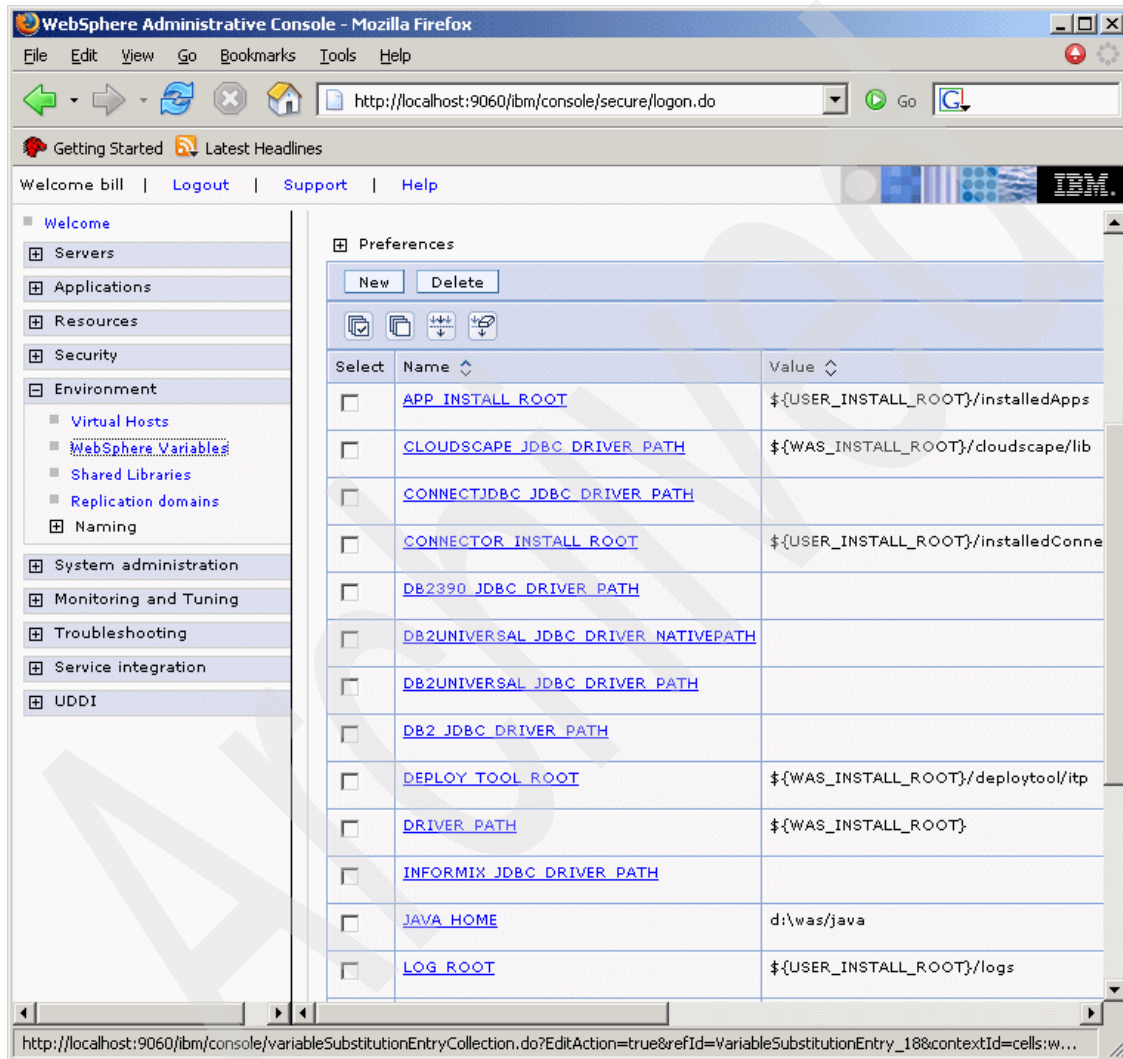 WebSphere Administrative Console - Mozilla Firefox
File Edit View Go Bookmarks Tools Help
http://localhost:9060/ibm/console/secure/logon.do Go G
Getting Started Latest Headlines
Welcome bill | Logout | Support | Help IBM.
Welcome
Servers
Applications
Resources
Security
Environment
Virtual Hosts
WebSphere Variables
Shared Libraries
Replication domains
Naming
System administration
Monitoring and Tuning
Troubleshooting
Service integration
UDDI
Preferences
New Delete
Select Name Value
APP_INSTALL_ROOT ${USER_INSTALL_ROOT}/installedApps
CLOUDSCAPE_JDBC_DRIVER_PATH ${WAS_INSTALL_ROOT}/cloudscape/lib
CONNECTJDBC_JDBC_DRIVER_PATH
CONNECTOR_INSTALL_ROOT ${USER_INSTALL_ROOT}/installedConne
DB2390_JDBC_DRIVER_PATH
DB2UNIVERSAL_JDBC_DRIVER_NATIVEPATH
DB2UNIVERSAL_JDBC_DRIVER_PATH
DB2_JDBC_DRIVER_PATH
DEPLOY_TOOL_ROOT ${WAS_INSTALL_ROOT}/deploytool/itp
DRIVER_PATH ${WAS_INSTALL_ROOT}
INFORMIX_JDBC_DRIVER_PATH
JAVA_HOME d:\was/java
LOG_ROOT ${USER_INSTALL_ROOT}/logs
http://localhost:9060/ibm/console/variableSubstitutionEntryCollection.do?EditAction=true&refId=VariableSubstitutionEntry_18&contextId=cells:w...
Archived